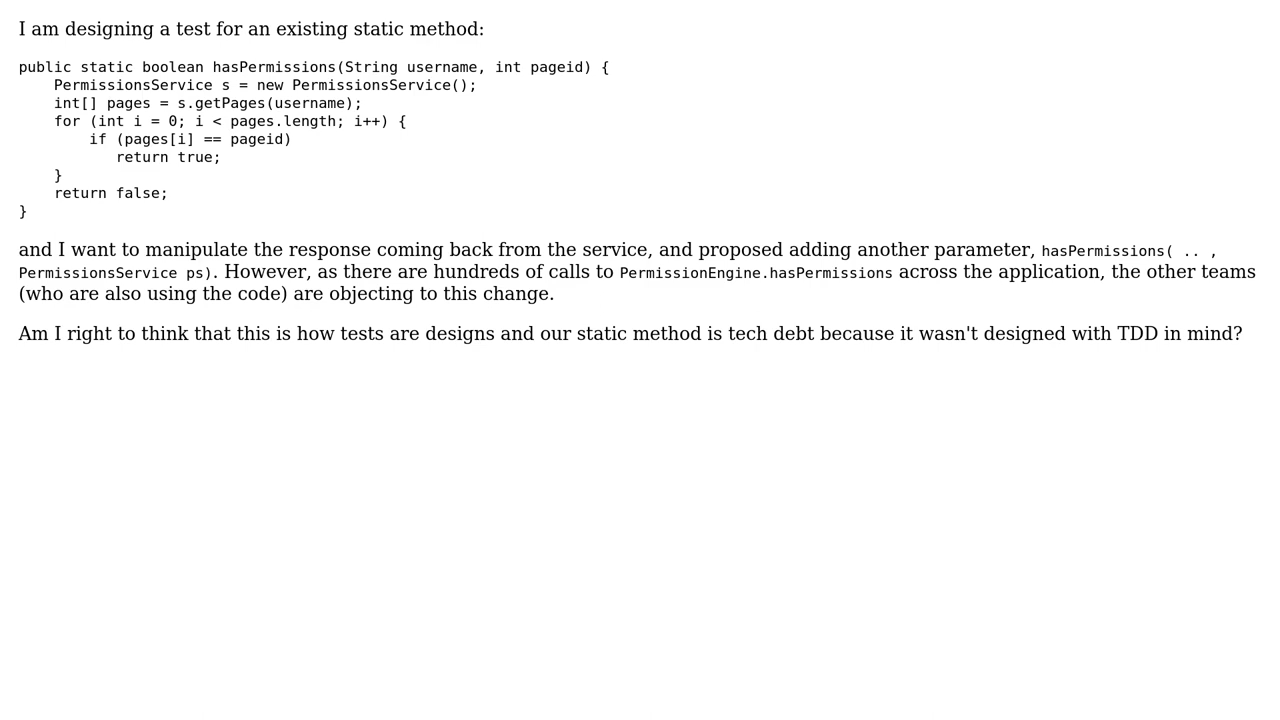 I am designing a test for an existing static method:
public static boolean hasPermissions(String username, int pageid) {
    PermissionsService s = new PermissionsService();
    int[] pages = s.getPages(username);
    for (int i = 0; i < pages.length; i++) {
        if (pages[i] == pageid)
           return true;
    }
    return false;
}
and I want to manipulate the response coming back from the service, and proposed adding another parameter, hasPermissions( .. ,
PermissionsService ps). However, as there are hundreds of calls to PermissionEngine.hasPermissions across the application, the other teams
(who are also using the code) are objecting to this change.
Am I right to think that this is how tests are designs and our static method is tech debt because it wasn't designed with TDD in mind?